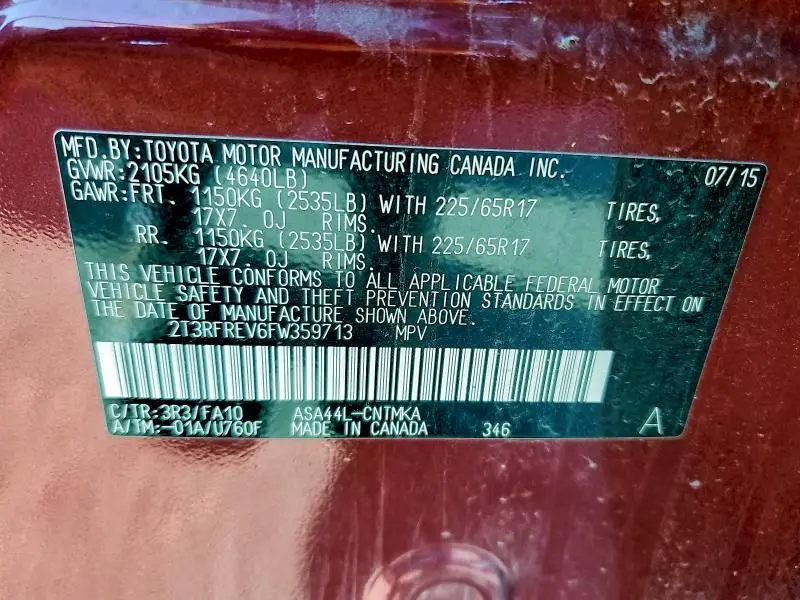 MFD.BY:TOYOTA MOTOR MANUFACTURING CANADA INC. 07/15
GVWR:2105KG (4640LB)
GAWR:FRT. 1150KG (2535LB) WITH 225/65R17 TIRES,
17X7.0J RIMS.
RR. 1150KG (2535LB) WITH 225/65R17 TIRES,
17X7.0J RIMS.
THIS VEHICLE CONFORMS TO ALL APPLICABLE FEDERAL MOTOR
VEHICLE SAFETY AND THEFT PREVENTION STANDARDS IN EFFECT ON
THE DATE OF MANUFACTURE SHOWN ABOVE.
2T3RFREV6FW359713 MPV
C/TR:3R3/FA10 ASA44L-CNTMKA
A/TM:-01A/U760F MADE IN CANADA 346 A